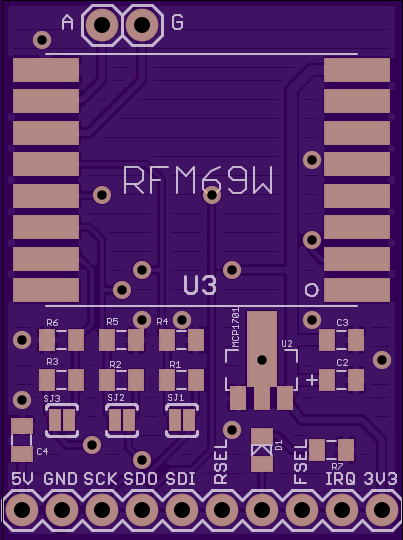 A G
RFM69W
U3
R6 R5 R4 MCP1701 U2 C3
R3 R2 R1 + C2
SJ3 SJ2 SJ1
C4 D1 R7
5V GND SCK SDO SDI RSEL FSEL IRQ 3V3